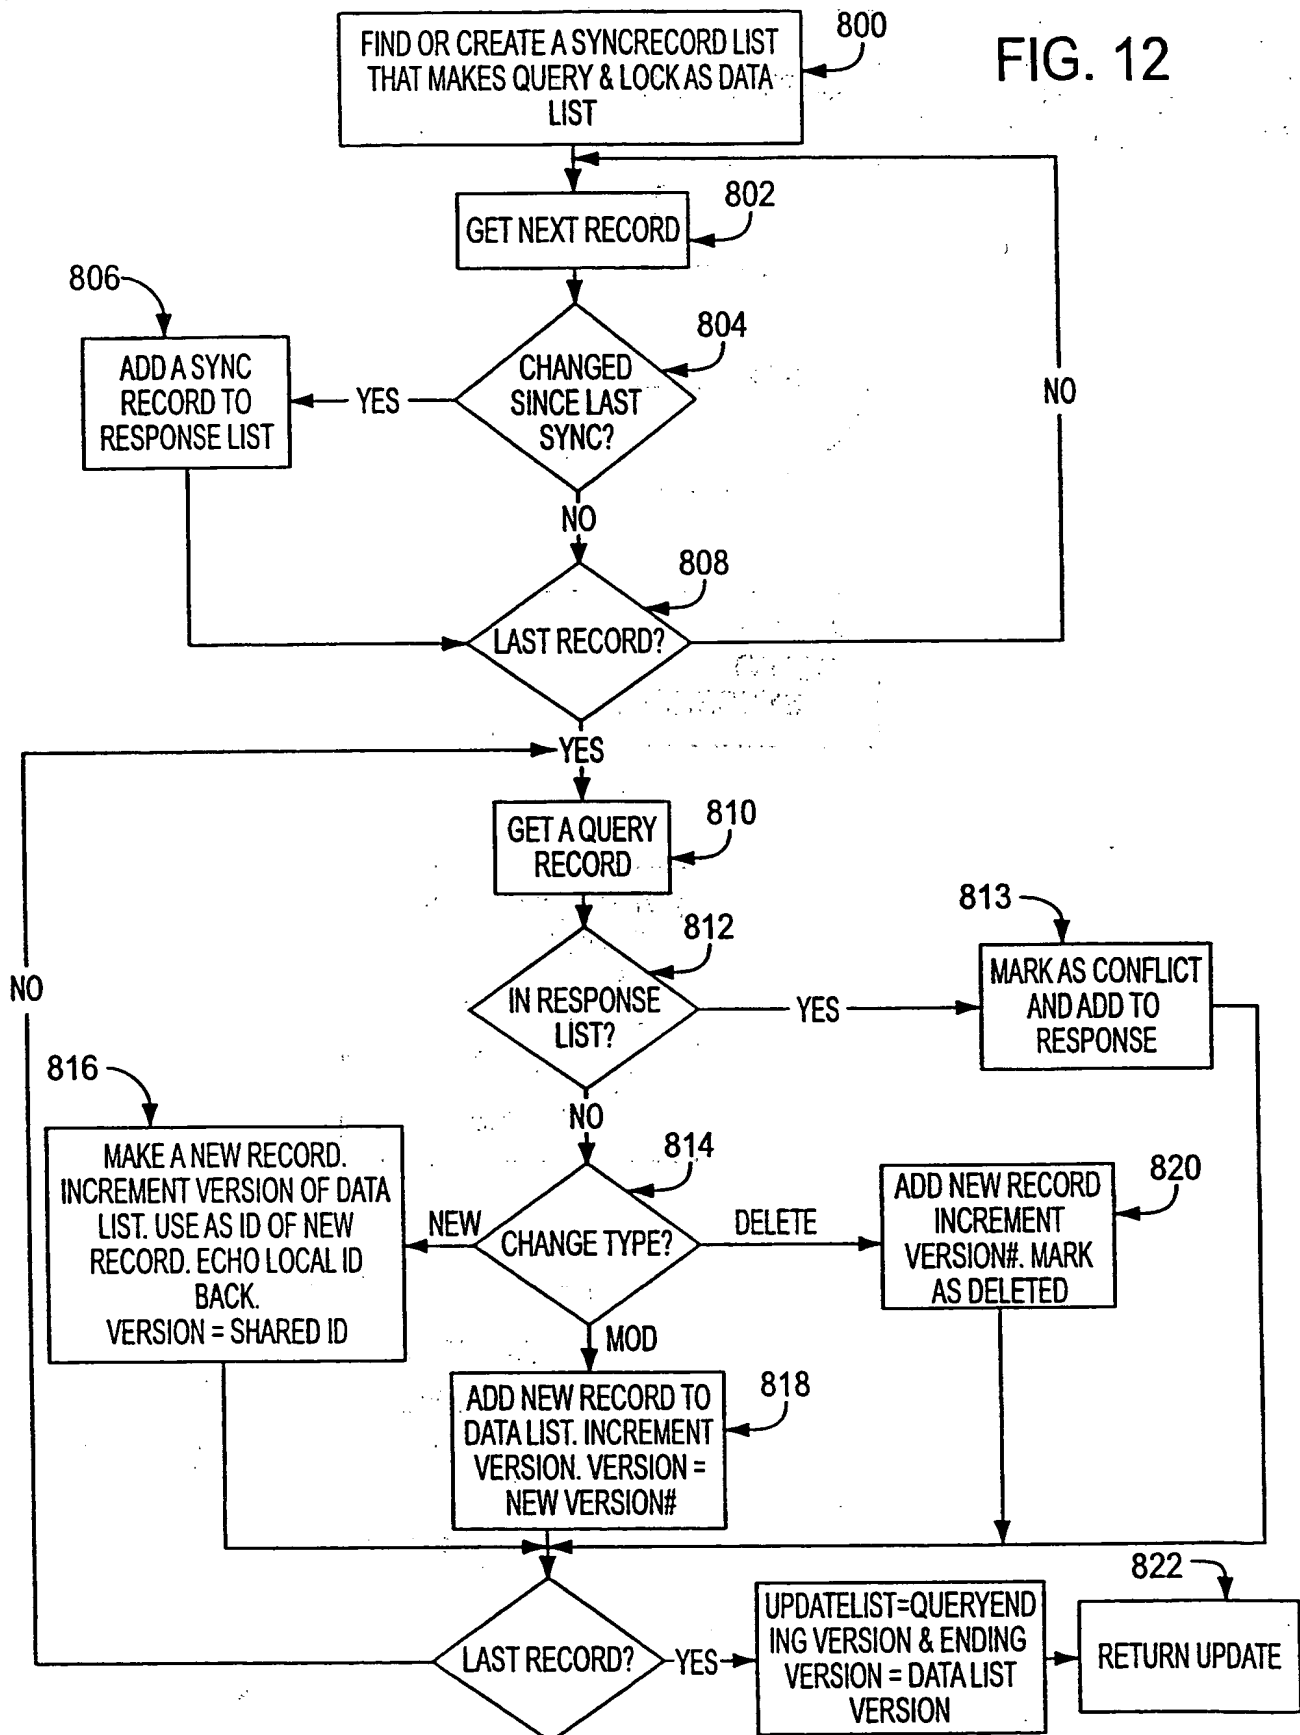 FIG. 12
800
FIND OR CREATE A SYNCRECORD LIST
THAT MAKES QUERY & LOCK AS DATA
LIST
802
GET NEXT RECORD
804
CHANGED
SINCE LAST
SYNC?
YES
806
ADD A SYNC
RECORD TO
RESPONSE LIST
NO
808
LAST RECORD?
NO
YES
810
GET A QUERY
RECORD
812
IN RESPONSE
LIST?
YES
813
MARK AS CONFLICT
AND ADD TO
RESPONSE
NO
814
CHANGE TYPE?
NEW
816
MAKE A NEW RECORD.
INCREMENT VERSION OF DATA
LIST. USE AS ID OF NEW
RECORD. ECHO LOCAL ID
BACK.
VERSION = SHARED ID
DELETE
820
ADD NEW RECORD
INCREMENT
VERSION#. MARK
AS DELETED
MOD
818
ADD NEW RECORD TO
DATA LIST. INCREMENT
VERSION. VERSION =
NEW VERSION#
LAST RECORD?
NO
YES
UPDATELIST=QUERYEND
ING VERSION & ENDING
VERSION = DATA LIST
VERSION
822
RETURN UPDATE